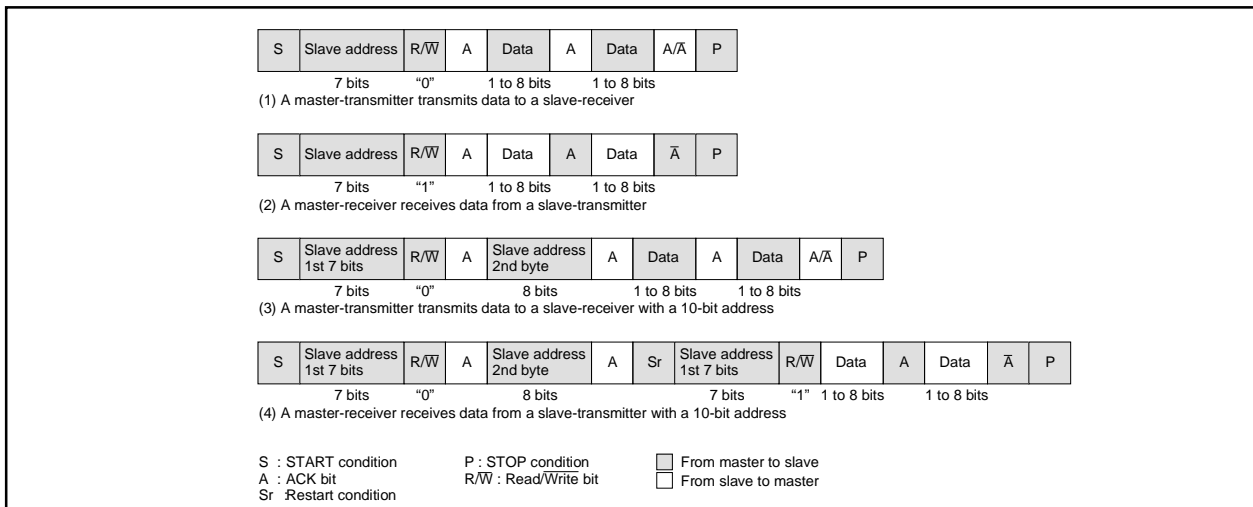 S Slave address R/W̅ A Data A Data A/A̅ P
7 bits “0” 1 to 8 bits 1 to 8 bits
(1) A master-transmitter transmits data to a slave-receiver
S Slave address R/W̅ A Data A Data A̅ P
7 bits “1” 1 to 8 bits 1 to 8 bits
(2) A master-receiver receives data from a slave-transmitter
S Slave address 1st 7 bits R/W̅ A Slave address 2nd byte A Data A Data A/A̅ P
7 bits “0” 8 bits 1 to 8 bits 1 to 8 bits
(3) A master-transmitter transmits data to a slave-receiver with a 10-bit address
S Slave address 1st 7 bits R/W̅ A Slave address 2nd byte A Sr Slave address 1st 7 bits R/W̅ Data A Data A̅ P
7 bits “0” 8 bits 7 bits “1” 1 to 8 bits 1 to 8 bits
(4) A master-receiver receives data from a slave-transmitter with a 10-bit address
S : START condition P : STOP condition From master to slave
A : ACK bit R/W̅ : Read/W̅r̅i̅t̅e̅ bit From slave to master
Sr :Restart condition